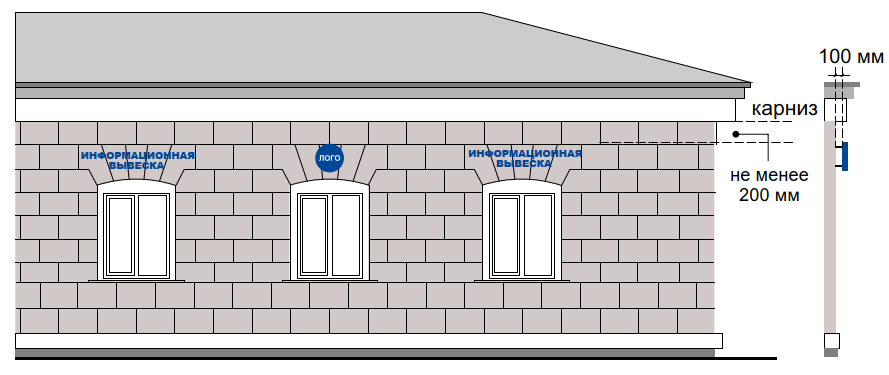 100 мм
карниз
ИНФОРМАЦИОННАЯ
ВЫВЕСКА
ЛОГО
ИНФОРМАЦИОННАЯ
ВЫВЕСКА
не менее
200 мм